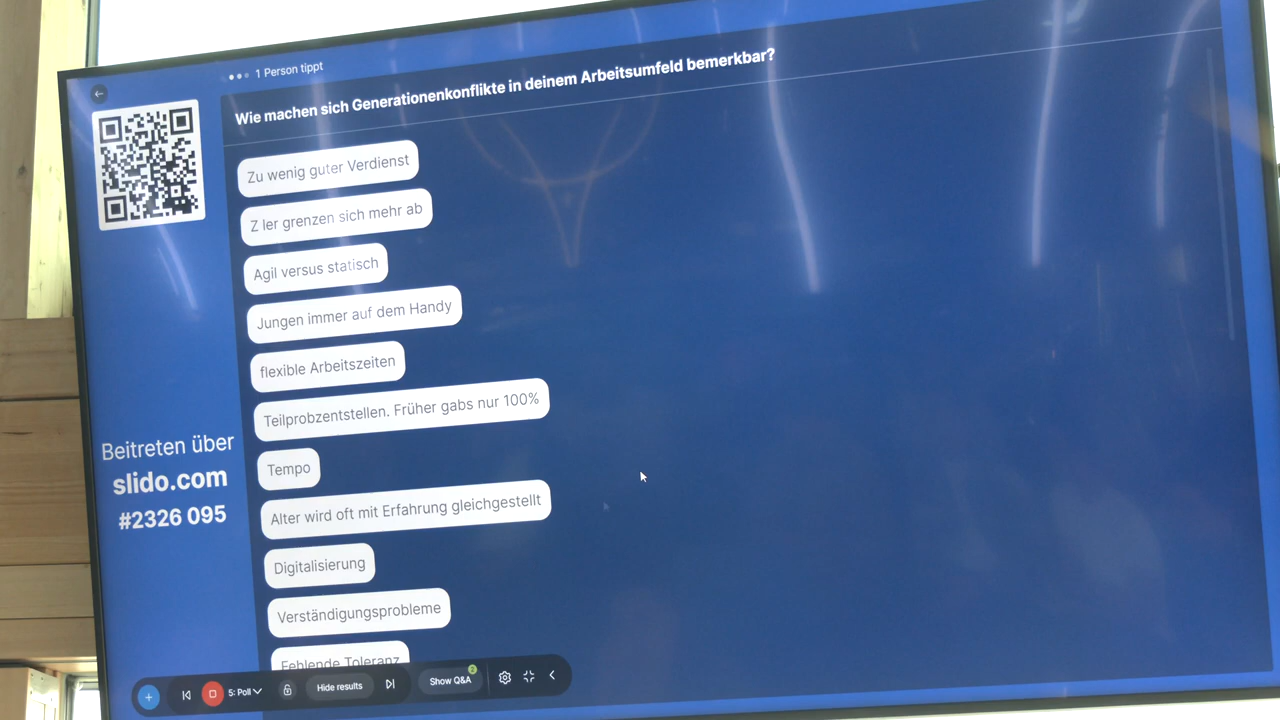 1 Person tippt
Wie machen sich Generationenkonflikte in deinem Arbeitsumfeld bemerkbar?
Zu wenig guter Verdienst
Z ler grenzen sich mehr ab
Agil versus statisch
Jungen immer auf dem Handy
flexible Arbeitszeiten
Teilprobzentstellen. Früher gabs nur 100%
Tempo
Alter wird oft mit Erfahrung gleichgestellt
Digitalisierung
Verständigungsprobleme
Fehlende Toleranz
Beitreten über
slido.com
#2326 095
5: Poll
Hide results
Show Q&A